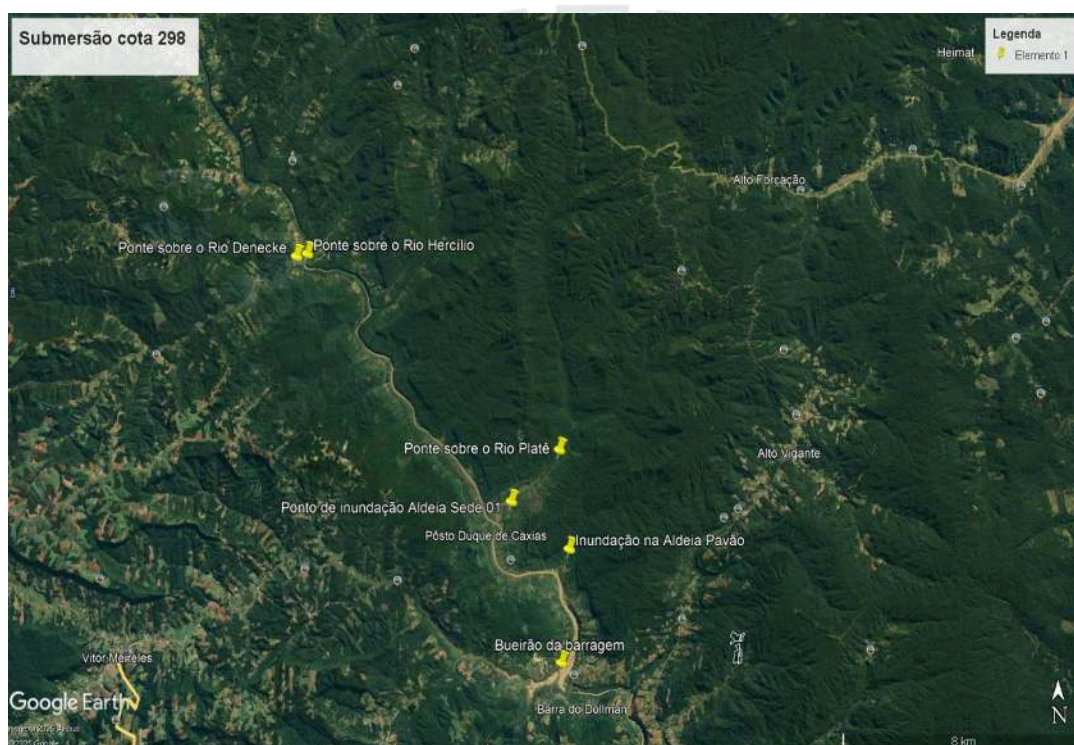 Submersão cota 298
Legenda
Elemento 1
Heimat
Alto Forcação
Ponte sobre o Rio Denecke
Ponte sobre o Rio Hercílio
Ponte sobre o Rio Platê
Alto Vigante
Ponto de inundação Aldeia Sede 01
Pôsto Duque de Caxias
Inundação na Aldeia Pavão
Bueirão da barragem
Vitor Meireles
Google Earth
Barra do Dollman
N
8 km